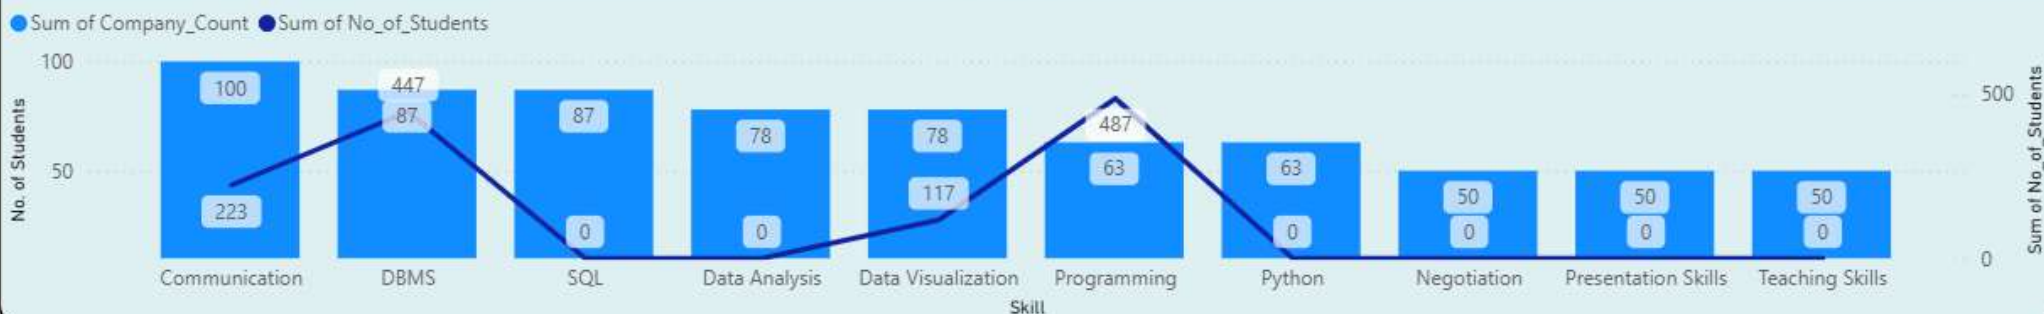 Sum of Company_Count Sum of No_of_Students
No. of Students
100
50
100 447 87 87 78 78 487 63 63 50 50 50
223 0 0 117 0 0 0 0
500
0
Sum of No_of_Students
Communication DBMS SQL Data Analysis Data Visualization Programming Python Negotiation Presentation Skills Teaching Skills
Skill